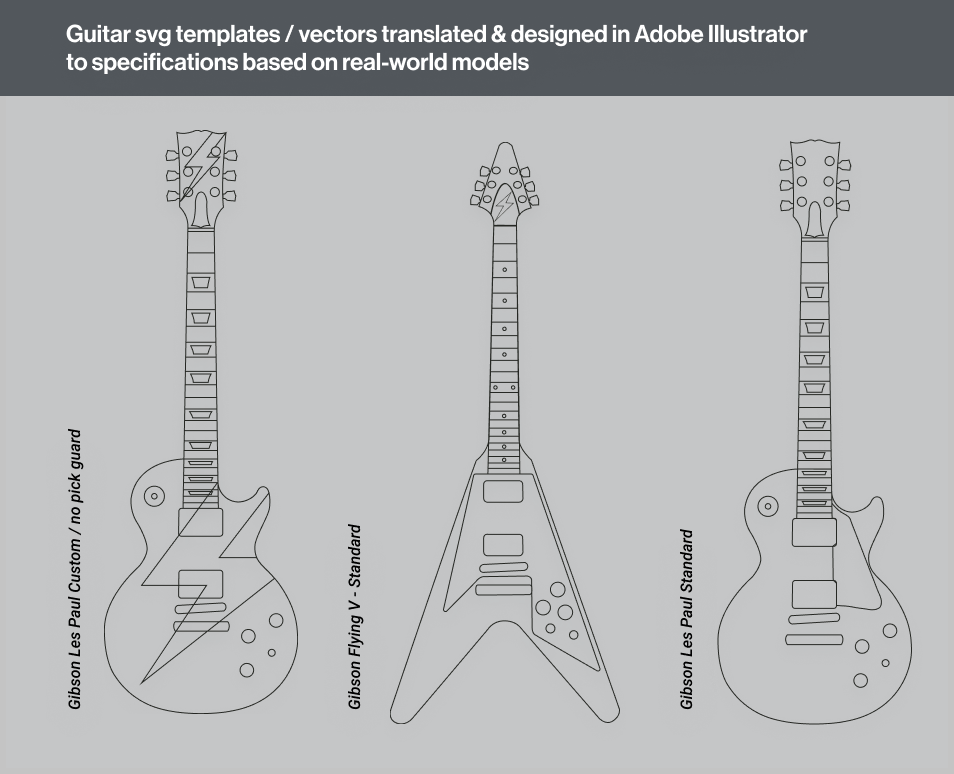 Guitar svg templates / vectors translated & designed in Adobe Illustrator
to specifications based on real-world models
Gibson Les Paul Custom / no pick guard
Gibson Flying V - Standard
Gibson Les Paul Standard